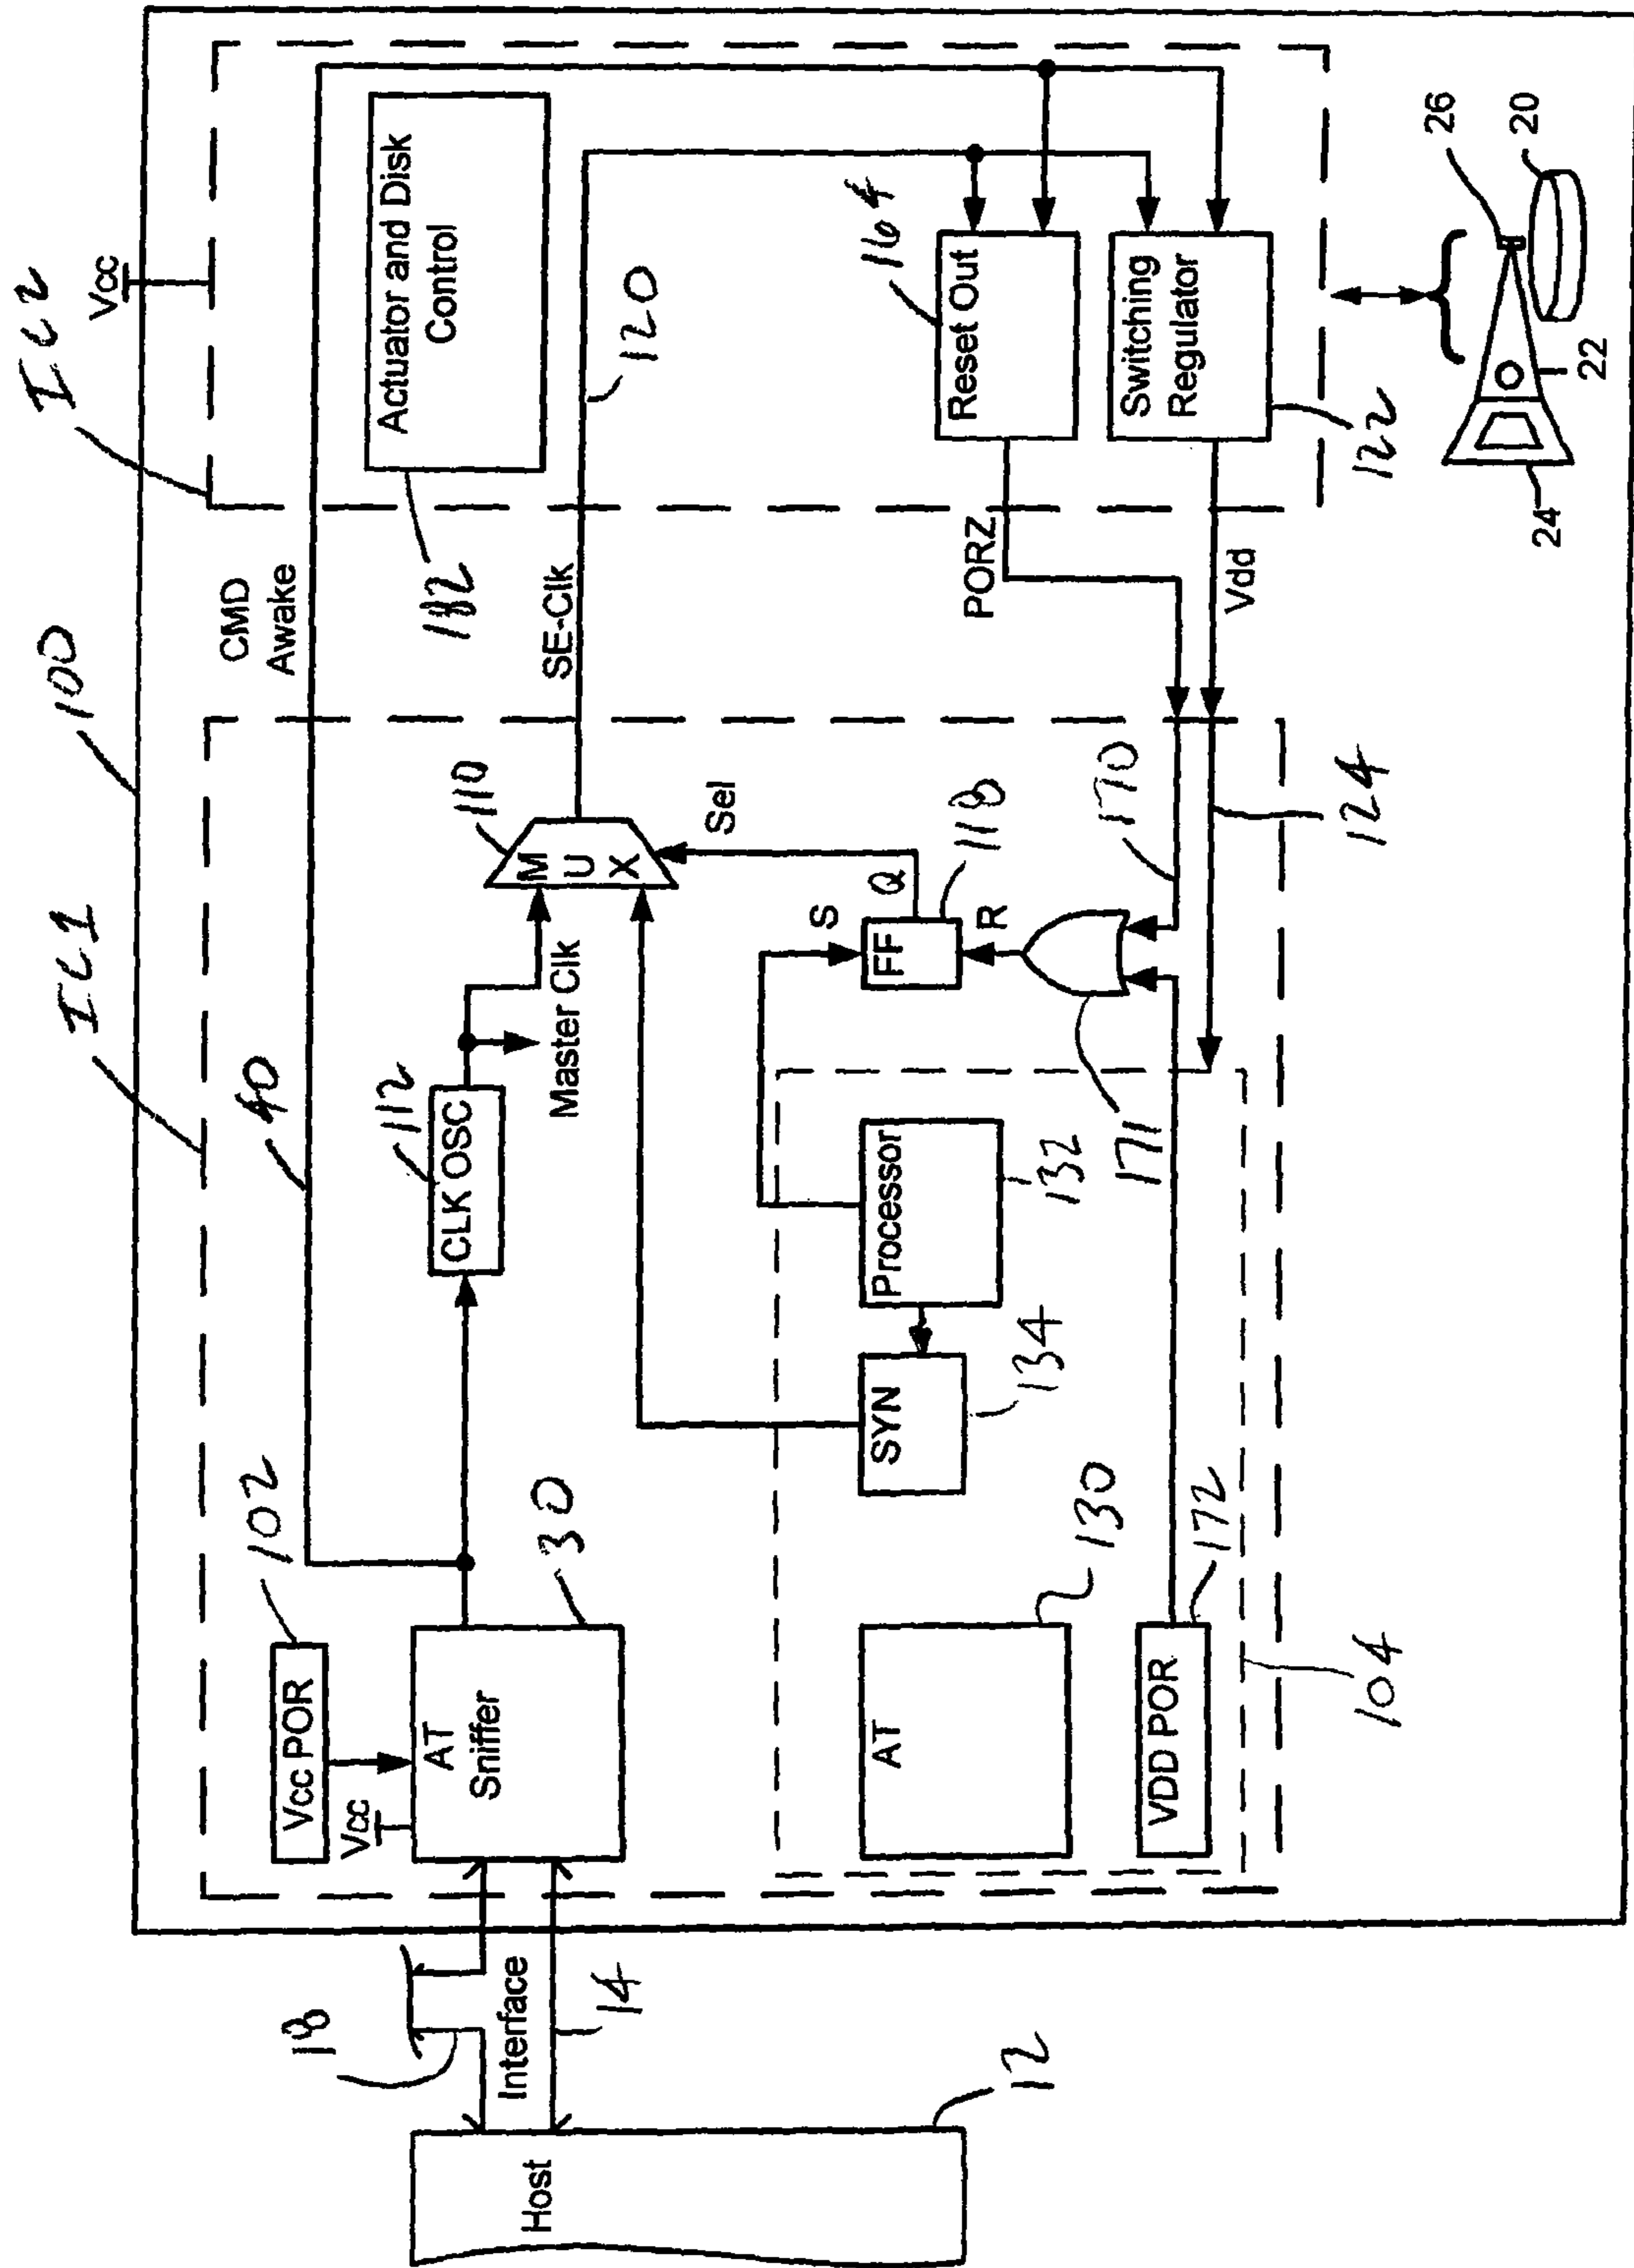 IC1
100
IC2
Vcc
102
40
CMD
Awake
Vcc POR
Vcc
112
110
182
Actuator and Disk
Control
18
AT
Sniffer
CLK OSC
M
U
X
Host
Interface
SE-Clk
120
30
Master Clk
14
Sel
S
Processor
FF
Q
118
164
Reset Out
SYN
AT
R
PORZ
12
134
132
130
171
170
Switching
Regulator
VDD POR
172
Vdd
122
104
124
26
20
24
22